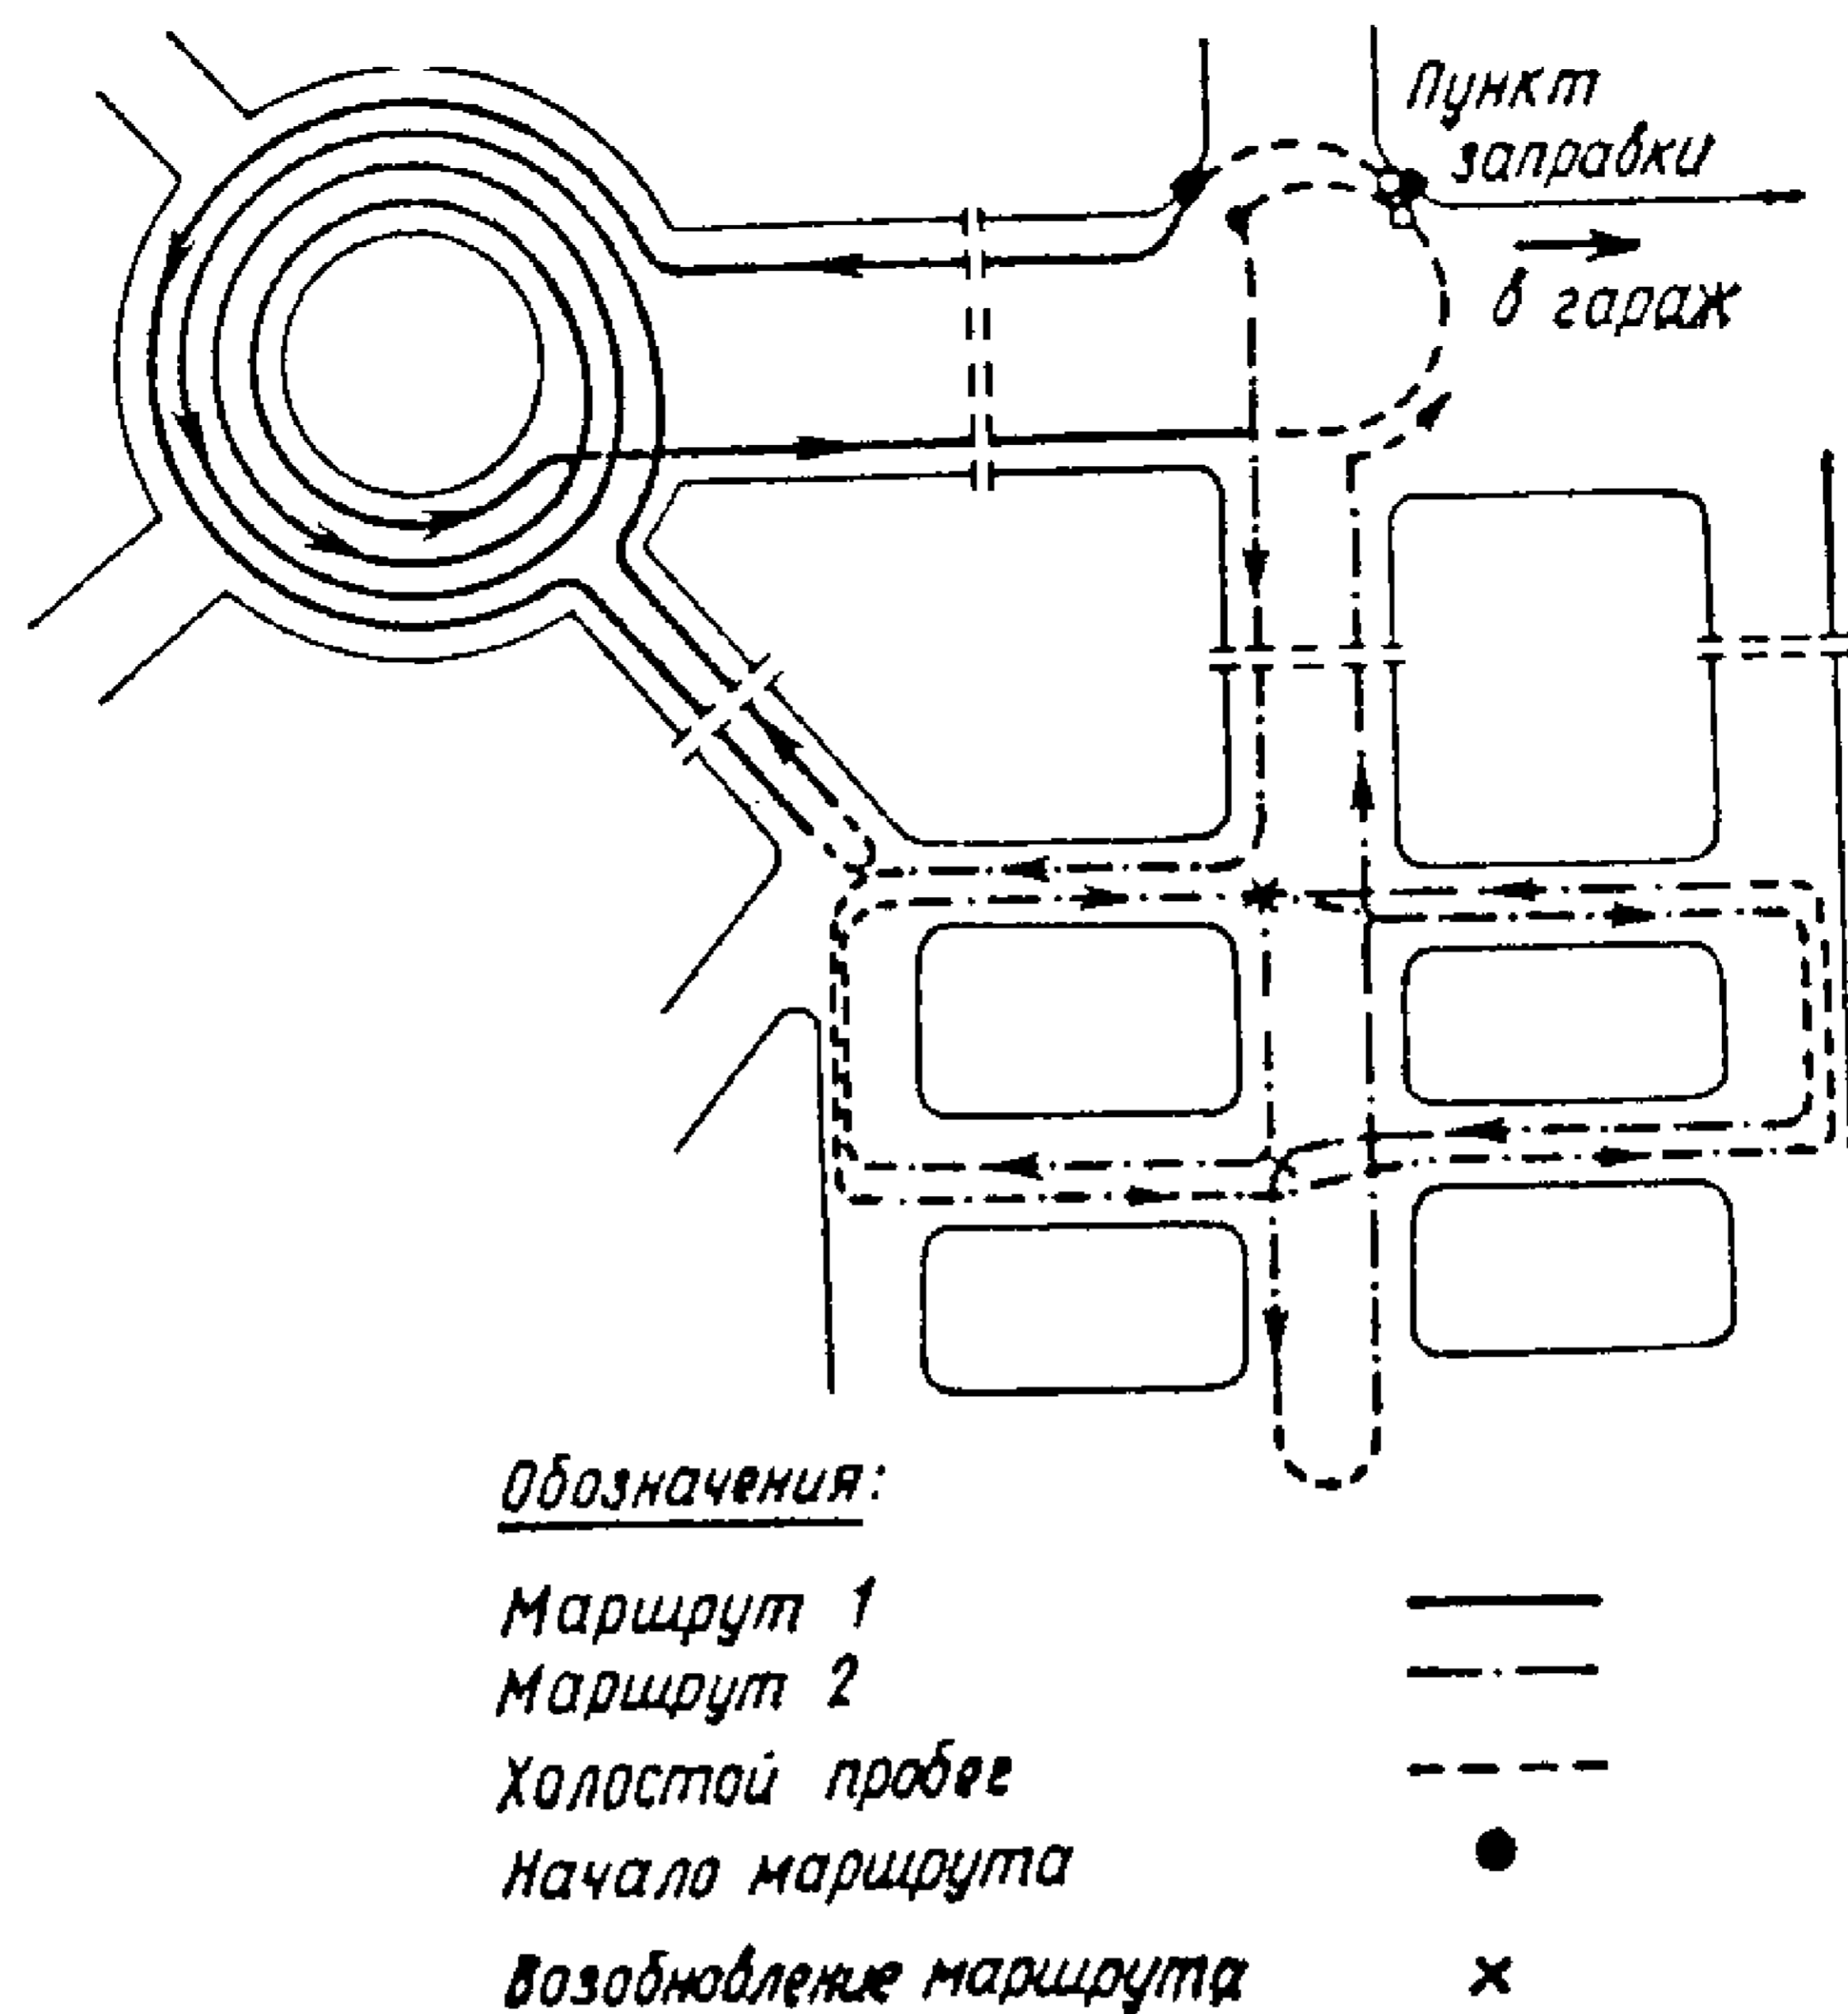 Пункт
заправки
в гараж
Обозначения:
Маршрут 1
Маршрут 2
Холостой пробег
Начало маршрута
Возобновление маршрута